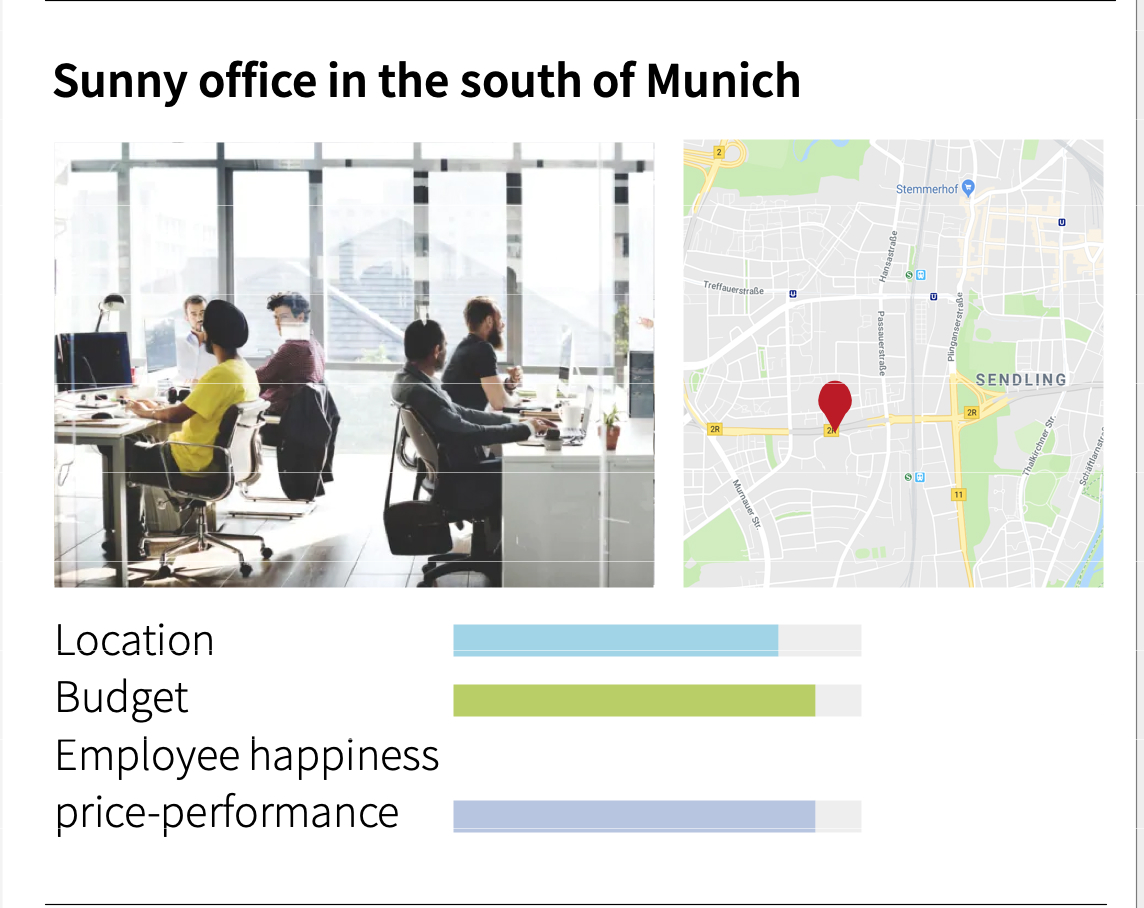 Sunny office in the south of Munich
2
Stemmerhof
U
Hansastraße
S
Treffauerstraße
U
U
Passauerstraße
Plinganserstraße
SENDLING
2R
2R
2R
S
11
Murnauer Str.
Thalkirchner Str.
Location
Budget
Employee happiness
price-performance